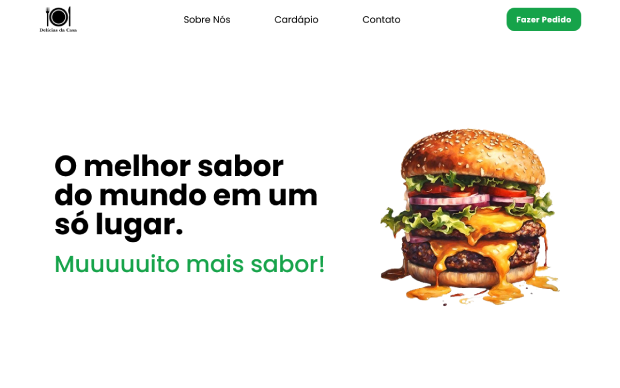 Delícias da Casa
Sobre Nós
Cardápio
Contato
Fazer Pedido
O melhor sabor
do mundo em um
só lugar.
Muuuuuito mais sabor!